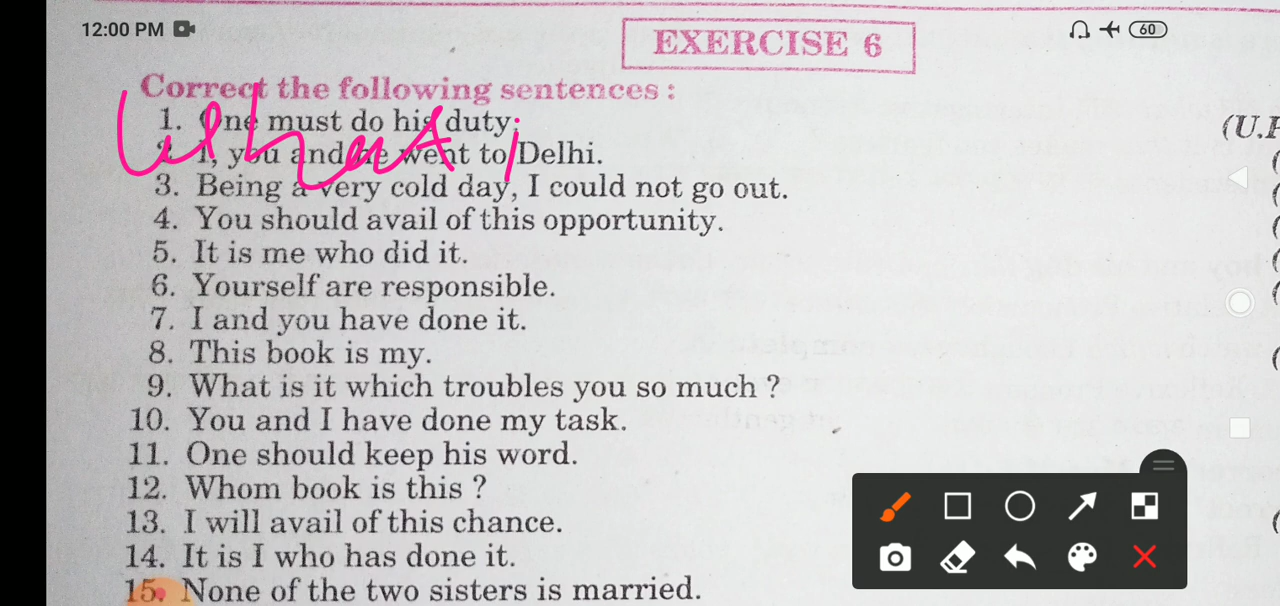 12:00 PM
60
EXERCISE 6
Correct the following sentences :
1. One must do his duty.
2. I, you and he went to Delhi.
3. Being a very cold day, I could not go out.
4. You should avail of this opportunity.
5. It is me who did it.
6. Yourself are responsible.
7. I and you have done it.
8. This book is my.
9. What is it which troubles you so much ?
10. You and I have done my task.
11. One should keep his word.
12. Whom book is this ?
13. I will avail of this chance.
14. It is I who has done it.
15. None of the two sisters is married.